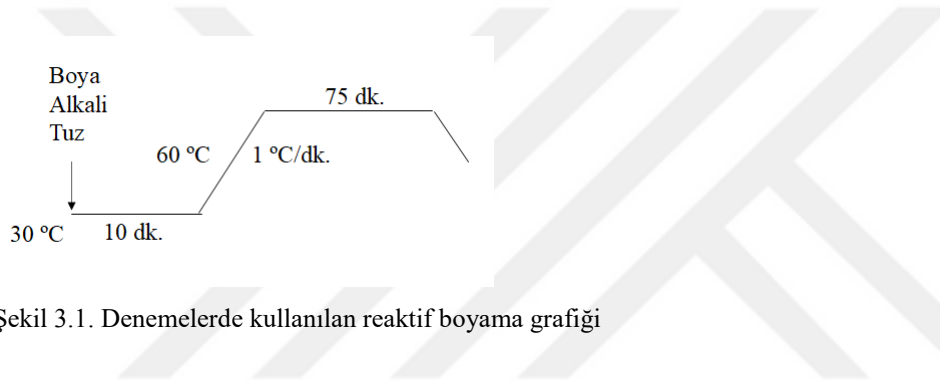 Boya
Alkali
Tuz
75 dk.
60 ºC
1 ºC/dk.
30 ºC
10 dk.
Şekil 3.1. Denemelerde kullanılan reaktif boyama grafiği